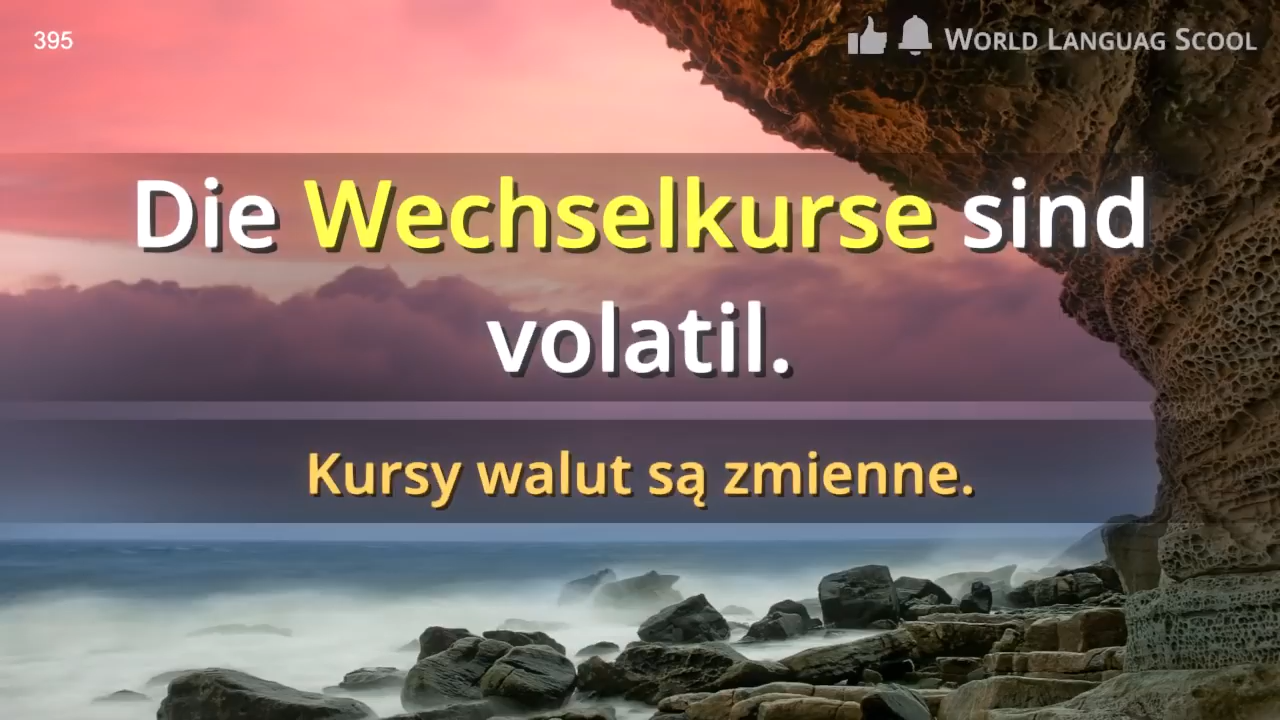 395
World Languag Scool
Die Wechselkurse sind
volatil.
Kursy walut są zmienne.